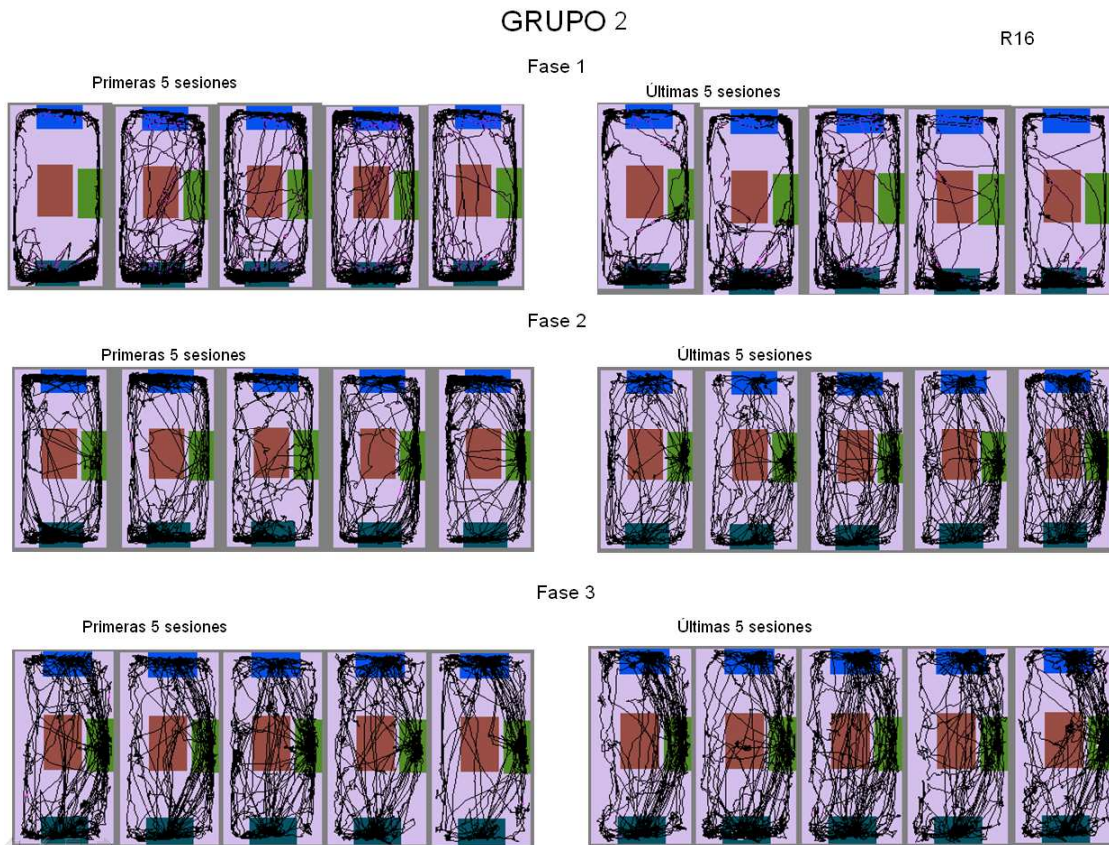 GRUPO 2
R16
Fase 1
Primeras 5 sesiones
Últimas 5 sesiones
Fase 2
Primeras 5 sesiones
Últimas 5 sesiones
Fase 3
Primeras 5 sesiones
Últimas 5 sesiones